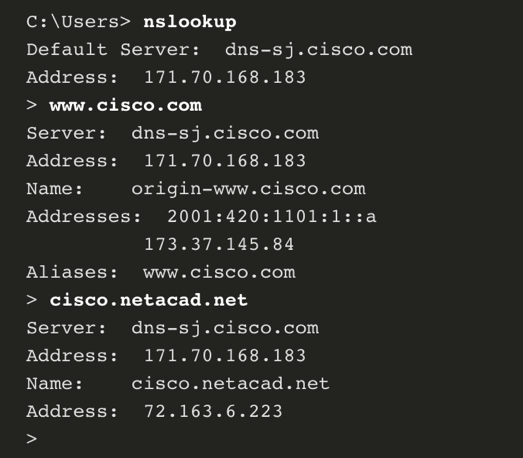 C:\Users> nslookup
Default Server:  dns-sj.cisco.com
Address:  171.70.168.183
> www.cisco.com
Server:  dns-sj.cisco.com
Address:  171.70.168.183
Name:    origin-www.cisco.com
Addresses:  2001:420:1101:1::a
          173.37.145.84
Aliases:  www.cisco.com
> cisco.netacad.net
Server:  dns-sj.cisco.com
Address:  171.70.168.183
Name:    cisco.netacad.net
Address:  72.163.6.223
>